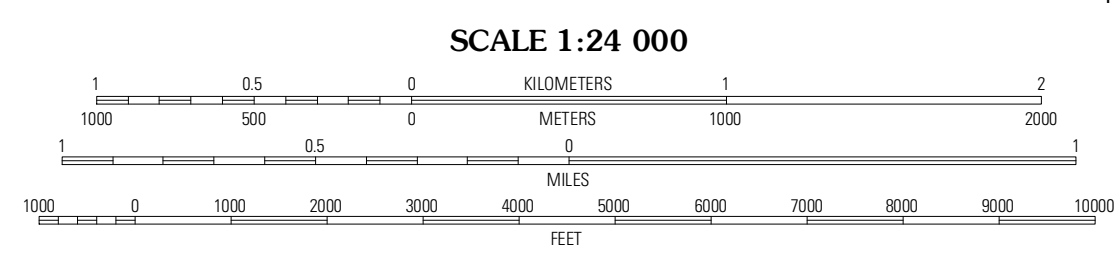 SCALE 1:24 000
1 0.5 0 KILOMETERS 1 2
1000 500 0 METERS 1000 2000
1 0.5 0 1
MILES
1000 0 1000 2000 3000 4000 5000 6000 7000 8000 9000 10000
FEET